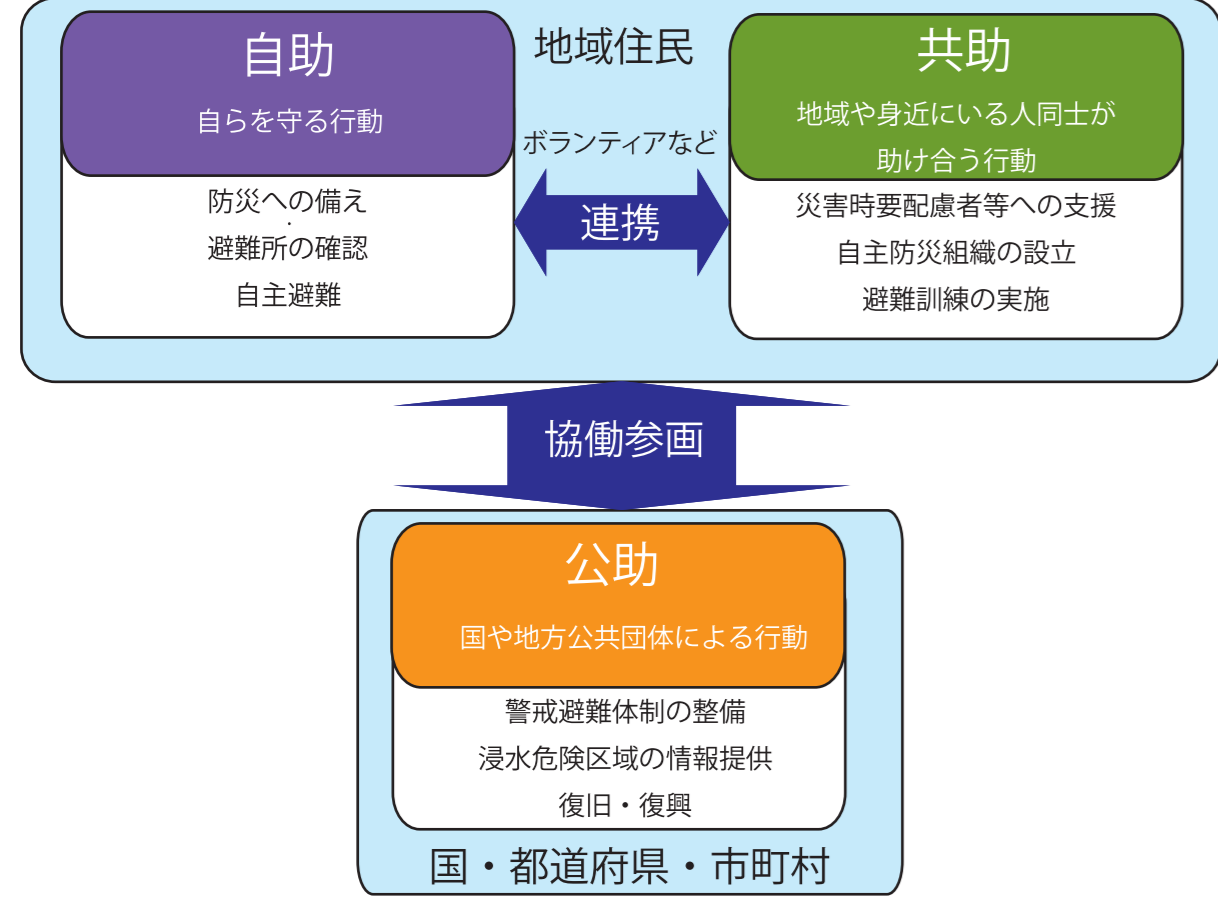 地域住民
自助
自らを守る行動
防災への備え
・
避難所の確認
自主避難
ボランティアなど
連携
共助
地域や身近にいる人同士が
助け合う行動
災害時要配慮者等への支援
自主防災組織の設立
避難訓練の実施
協働参画
公助
国や地方公共団体による行動
警戒避難体制の整備
浸水危険区域の情報提供
復旧・復興
国・都道府県・市町村